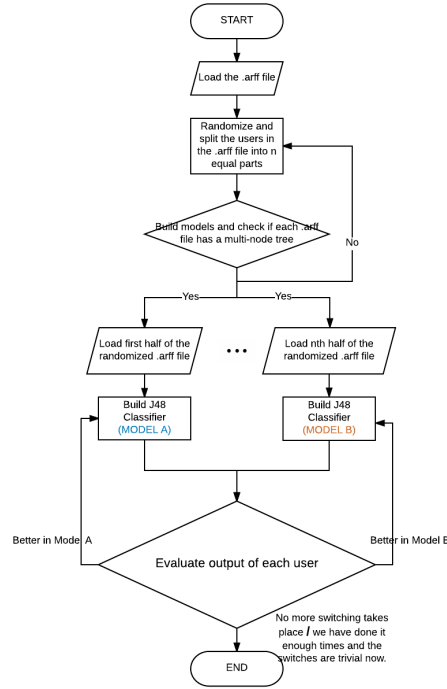 START
Load the .arff file
Randomize and
split the users in
the .arff file into n
equal parts
Build models and check if each .arff
file has a multi-node tree
No
Yes
Yes
Load first half of the
randomized .arff file
...
Load nth half of the
randomized .arff file
Build J48
Classifier
(MODEL A)
Build J48
Classifier
(MODEL B)
Better in Model A
Better in Model B
Evaluate output of each user
No more switching takes
place / we have done it
enough times and the
switches are trivial now.
END